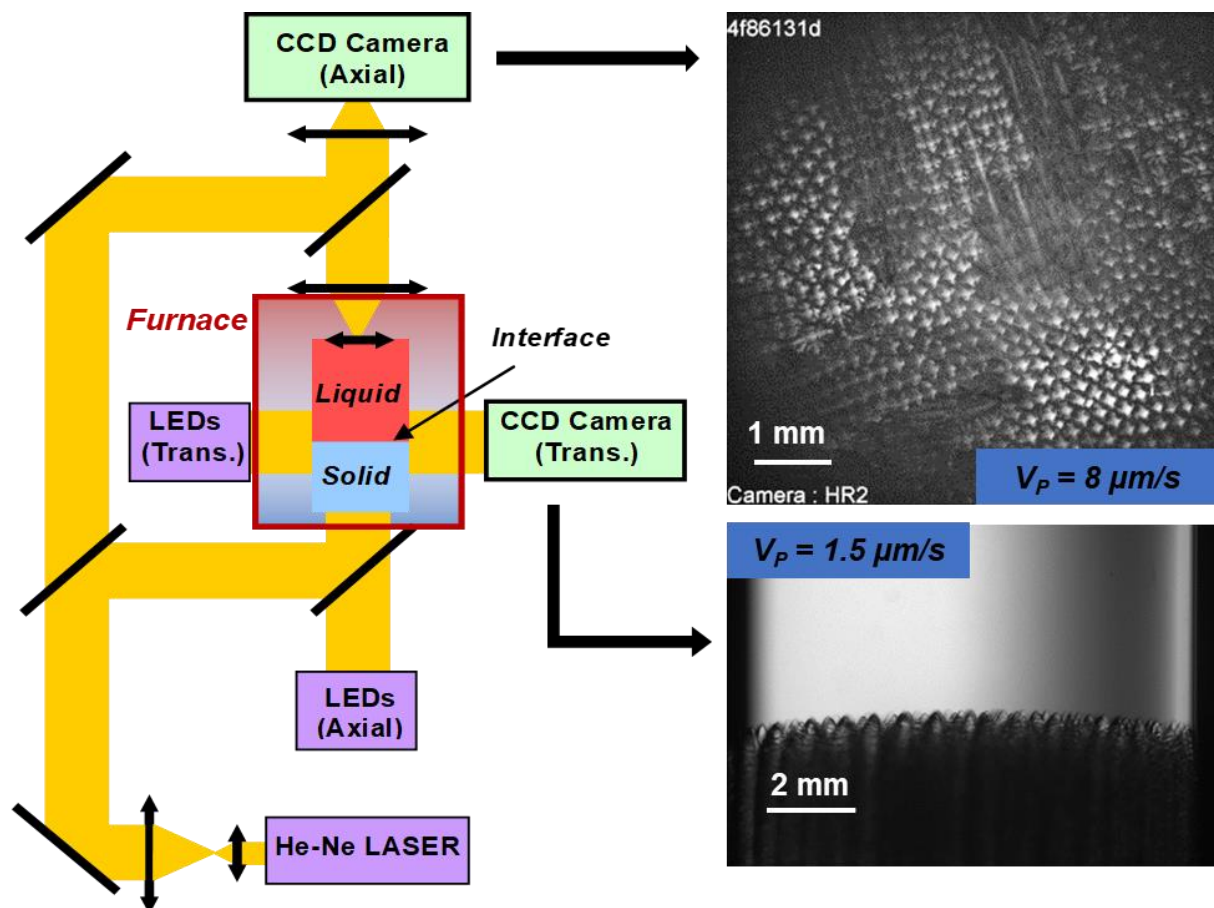 CCD Camera
(Axial)
Furnace
Interface
Liquid
Solid
LEDs
(Trans.)
CCD Camera
(Trans.)
LEDs
(Axial)
He-Ne LASER
4f86131d
1 mm
Camera : HR2
V_P = 8 µm/s
V_P = 1.5 µm/s
2 mm